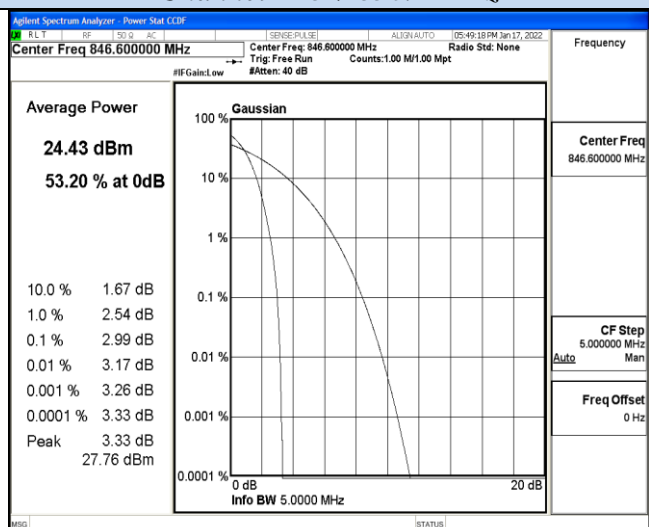 Agilent Spectrum Analyzer - Power Stat CCDF
RLT RF 50 Ω AC SENSE:PULSE ALIGN AUTO 05:49:18 PM Jan 17, 2022
Center Freq 846.600000 MHz
Center Freq: 846.600000 MHz Radio Std: None
Trig: Free Run Counts:1.00 M/1.00 Mpt
#IFGain:Low #Atten: 40 dB
Frequency
Average Power
24.43 dBm
53.20 % at 0dB
10.0 % 1.67 dB
1.0 % 2.54 dB
0.1 % 2.99 dB
0.01 % 3.17 dB
0.001 % 3.26 dB
0.0001 % 3.33 dB
Peak 3.33 dB
27.76 dBm
Gaussian
100 %
10 %
1 %
0.1 %
0.01 %
0.001 %
0.0001 %
0 dB 20 dB
Info BW 5.0000 MHz
Center Freq
846.600000 MHz
CF Step
5.000000 MHz
Auto Man
Freq Offset
0 Hz
MSG STATUS